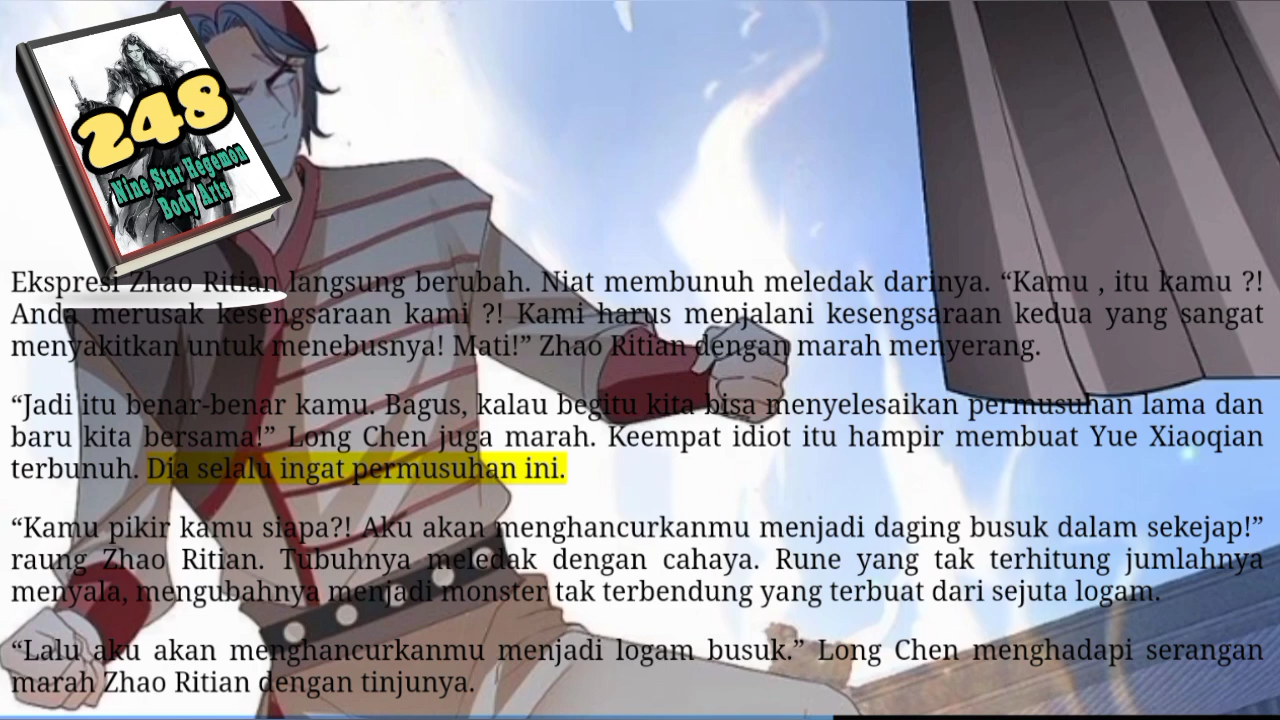 248
Nine Star Hegemon
Body Arts
Ekspresi Zhao Ritian langsung berubah. Niat membunuh meledak darinya. “Kamu , itu kamu ?!
Anda merusak kesengsaraan kami ?! Kami harus menjalani kesengsaraan kedua yang sangat
menyakitkan untuk menebusnya! Mati!” Zhao Ritian dengan marah menyerang.
“Jadi itu benar-benar kamu. Bagus, kalau begitu kita bisa menyelesaikan permusuhan lama dan
baru kita bersama!” Long Chen juga marah. Keempat idiot itu hampir membuat Yue Xiaoqian
terbunuh. Dia selalu ingat permusuhan ini.
“Kamu pikir kamu siapa?! Aku akan menghancurkanmu menjadi daging busuk dalam sekejap!”
raung Zhao Ritian. Tubuhnya meledak dengan cahaya. Rune yang tak terhitung jumlahnya
menyala, mengubahnya menjadi monster tak terbendung yang terbuat dari sejuta logam.
“Lalu aku akan menghancurkanmu menjadi logam busuk.” Long Chen menghadapi serangan
marah Zhao Ritian dengan tinjunya.